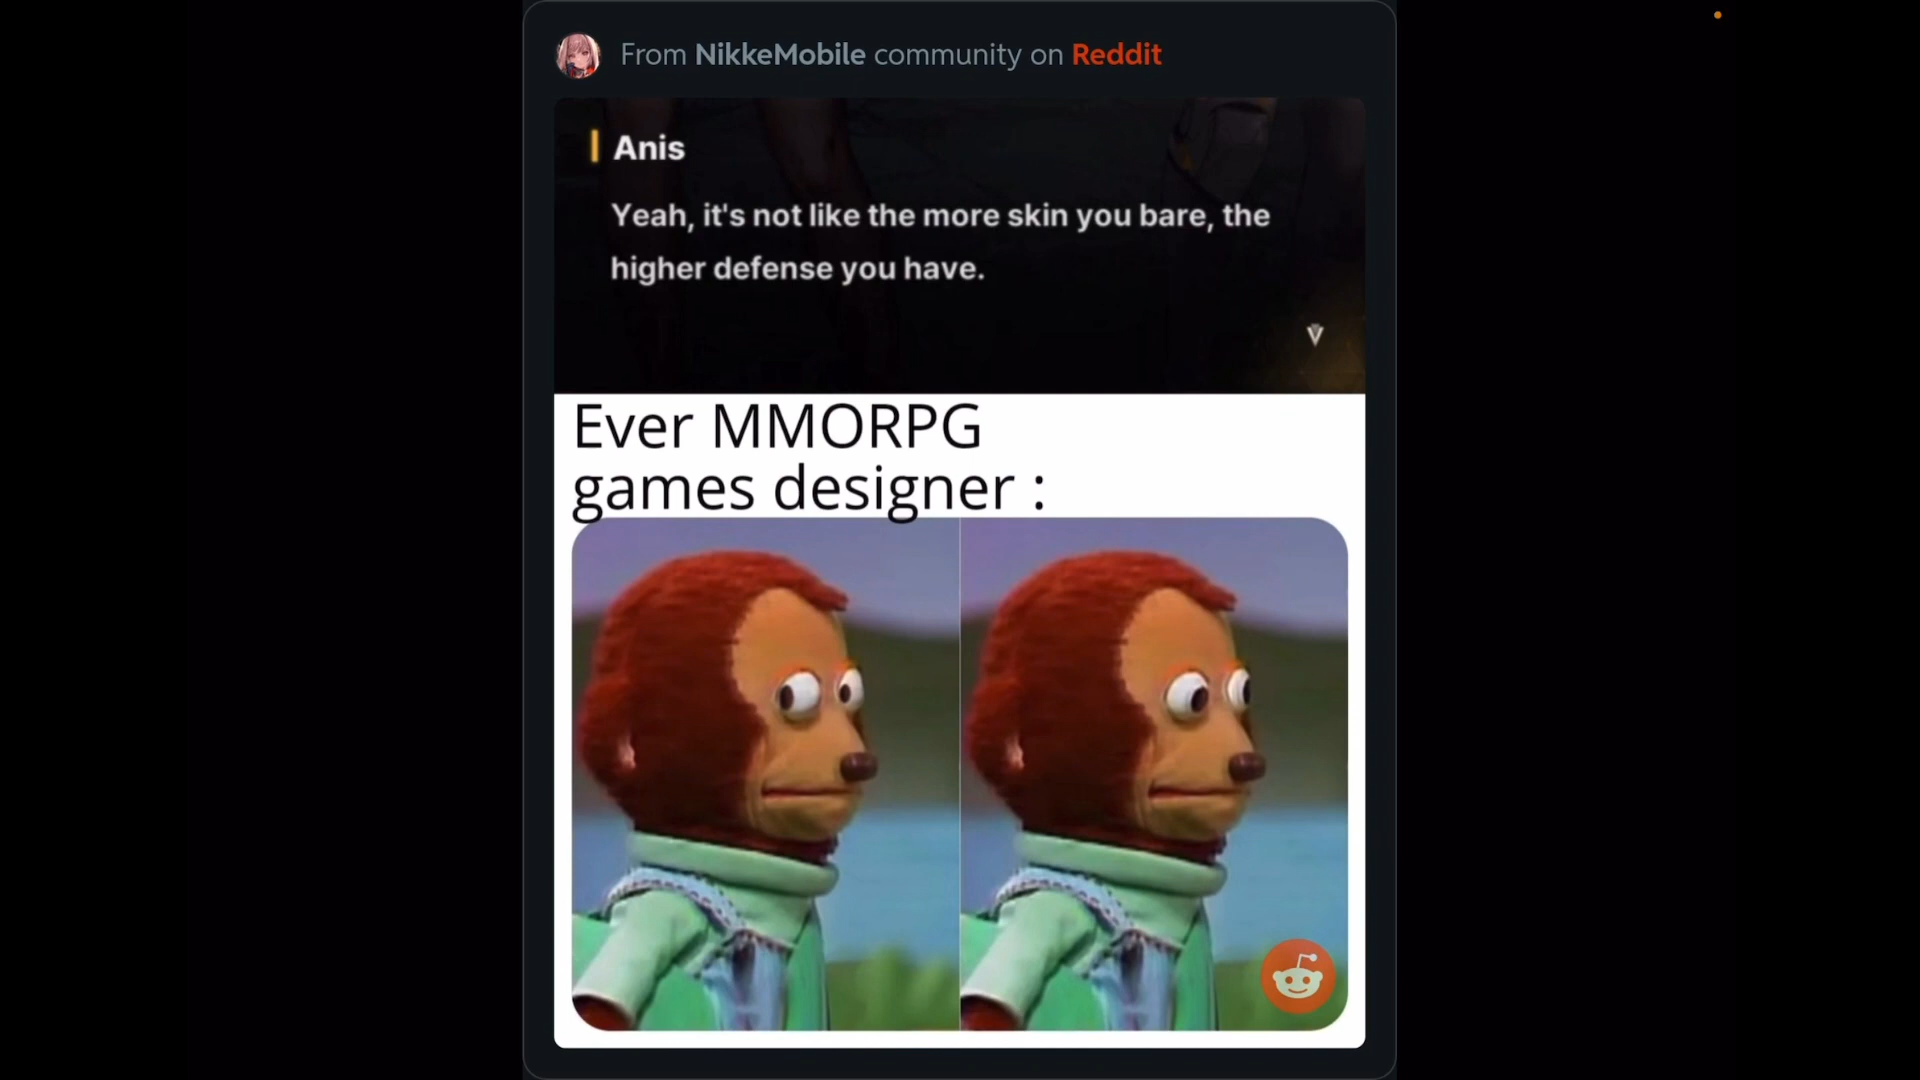 From NikkeMobile community on Reddit
Anis
Yeah, it's not like the more skin you bare, the
higher defense you have.
Ever MMORPG
games designer :